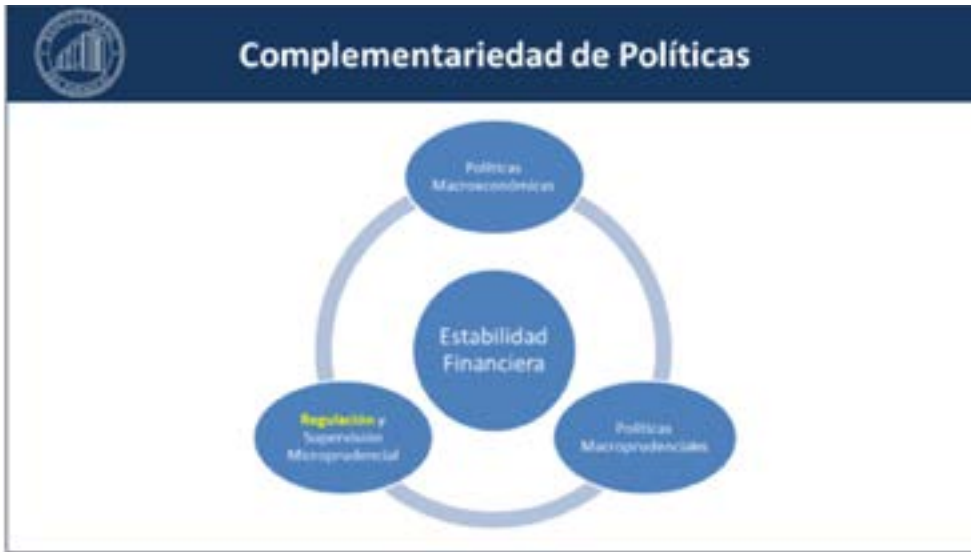 Complementariedad de Políticas
Políticas
Macroeconómicas
Estabilidad
Financiera
Regulación y
Supervisión
Microprudencial
Políticas
Macroprudenciales